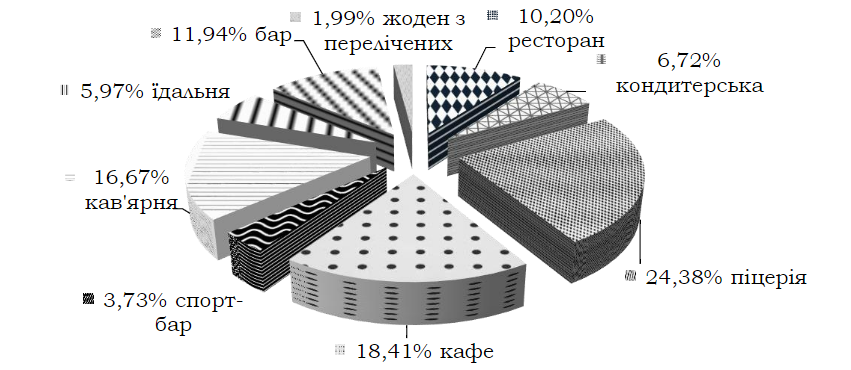 1,99% жоден з
перелічених
10,20%
ресторан
11,94% бар
6,72%
кондитерська
5,97% їдальня
16,67%
кав'ярня
24,38% піцерія
3,73% спорт-
бар
18,41% кафе